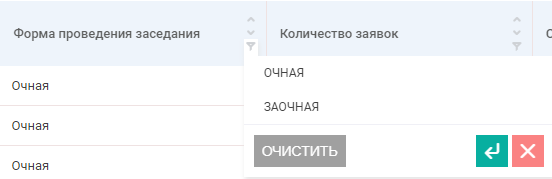 Форма проведения заседания
Количество заявок
Очная
ОЧНАЯ
Очная
ЗАОЧНАЯ
Очная
ОЧИСТИТЬ